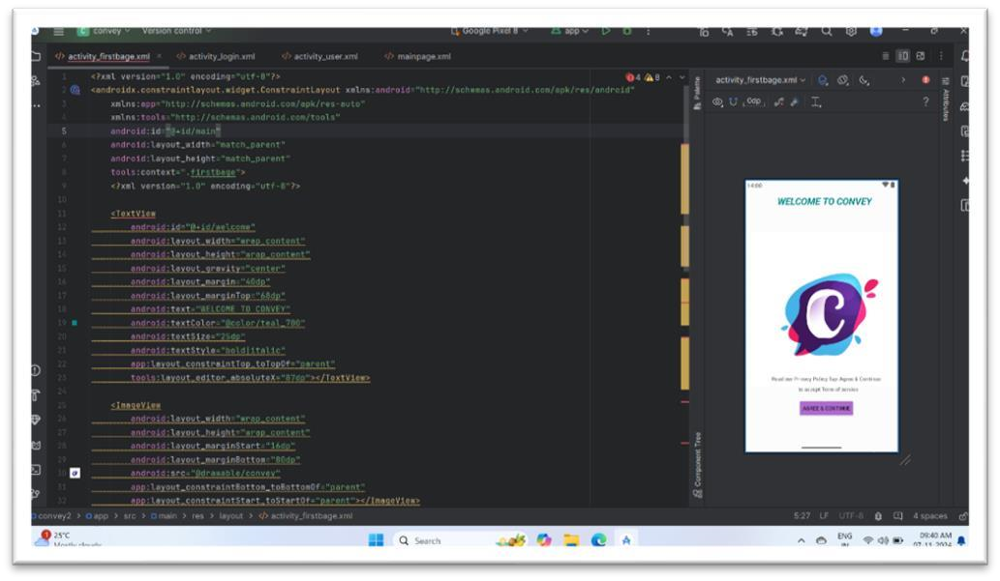 convey
Version control
Google Pixel 8
app
activity_firstbage.xml
activity_login.xml
activity_user.xml
mainpage.xml
1 <?xml version="1.0" encoding="utf-8"?>
4 8
2 <androidx.constraintlayout.widget.ConstraintLayout xmlns:android="http://schemas.android.com/apk/res/android"
3 xmlns:app="http://schemas.android.com/apk/res-auto"
4 xmlns:tools="http://schemas.android.com/tools"
5 android:id="@+id/main"
6 android:layout_width="match_parent"
7 android:layout_height="match_parent"
8 tools:context=".firstbage">
9 <?xml version="1.0" encoding="utf-8"?>
10
11 <TextView
12 android:id="@+id/welcome"
13 android:layout_width="wrap_content"
14 android:layout_height="wrap_content"
15 android:layout_gravity="center"
16 android:layout_margin="40dp"
17 android:layout_marginTop="68dp"
18 android:text="WELCOME TO CONVEY"
19 android:textColor="@color/teal_700"
20 android:textSize="25dp"
21 android:textStyle="bold|italic"
22 app:layout_constraintTop_toTopOf="parent"
23 tools:layout_editor_absoluteX="87dp"></TextView>
24
25 <ImageView
26 android:layout_width="wrap_content"
27 android:layout_height="wrap_content"
28 android:layout_marginStart="16dp"
29 android:layout_marginBottom="80dp"
30 android:src="@drawable/convey"
31 app:layout_constraintBottom_toBottomOf="parent"
32 app:layout_constraintStart_toStartOf="parent"></ImageView>
Palette
Component Tree
activity_firstbage.xml
0dp
?
Attributes
14:00
WELCOME TO CONVEY
C
Read our Privacy Policy Tap Agree & Continue
to accept Term of service
AGREE & CONTINUE
convey2 > app > src > main > res > layout > activity_firstbage.xml
5:27 LF UTF-8 4 spaces
1
25°C
Mostly cloudy
Search
ENG
IN
09:40 AM
07-11-2024